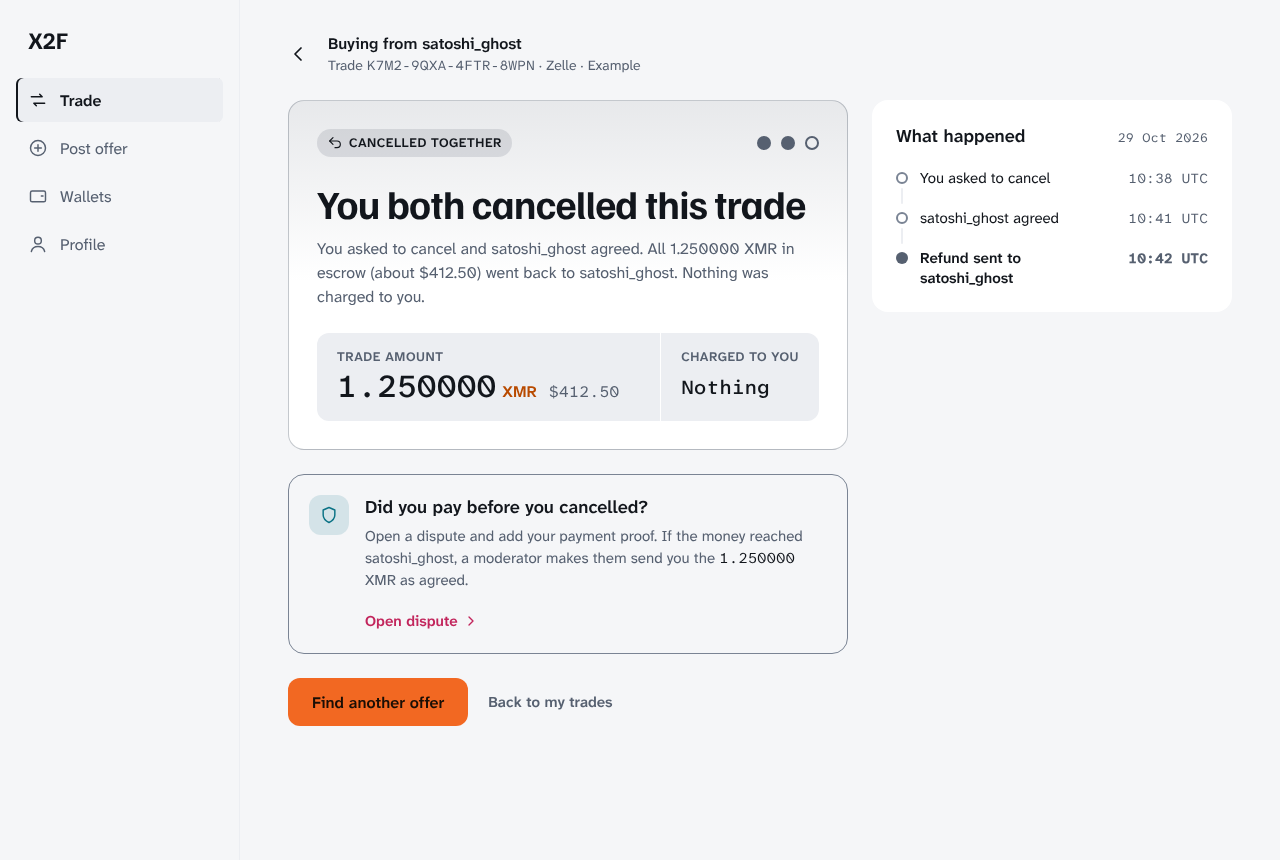 X2F
Trade
Post offer
Wallets
Profile
Buying from satoshi_ghost
Trade K7M2-9QXA-4FTR-8WPN · Zelle · Example
CANCELLED TOGETHER
You both cancelled this trade
You asked to cancel and satoshi_ghost agreed. All 1.250000 XMR in
escrow (about $412.50) went back to satoshi_ghost. Nothing was
charged to you.
TRADE AMOUNT
1.250000 XMR $412.50
CHARGED TO YOU
Nothing
Did you pay before you cancelled?
Open a dispute and add your payment proof. If the money reached
satoshi_ghost, a moderator makes them send you the 1.250000
XMR as agreed.
Open dispute
Find another offer
Back to my trades
What happened
29 Oct 2026
You asked to cancel
10:38 UTC
satoshi_ghost agreed
10:41 UTC
Refund sent to
satoshi_ghost
10:42 UTC